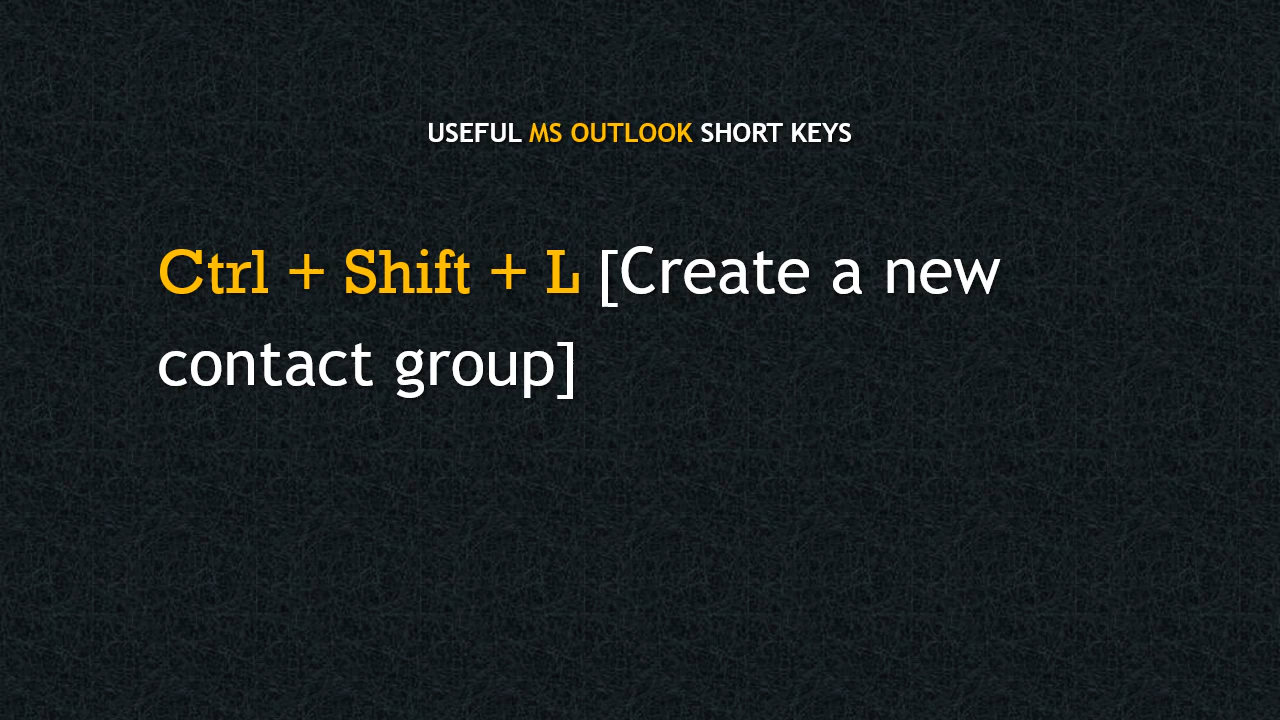 USEFUL MS OUTLOOK SHORT KEYS
Ctrl + Shift + L [Create a new
contact group]